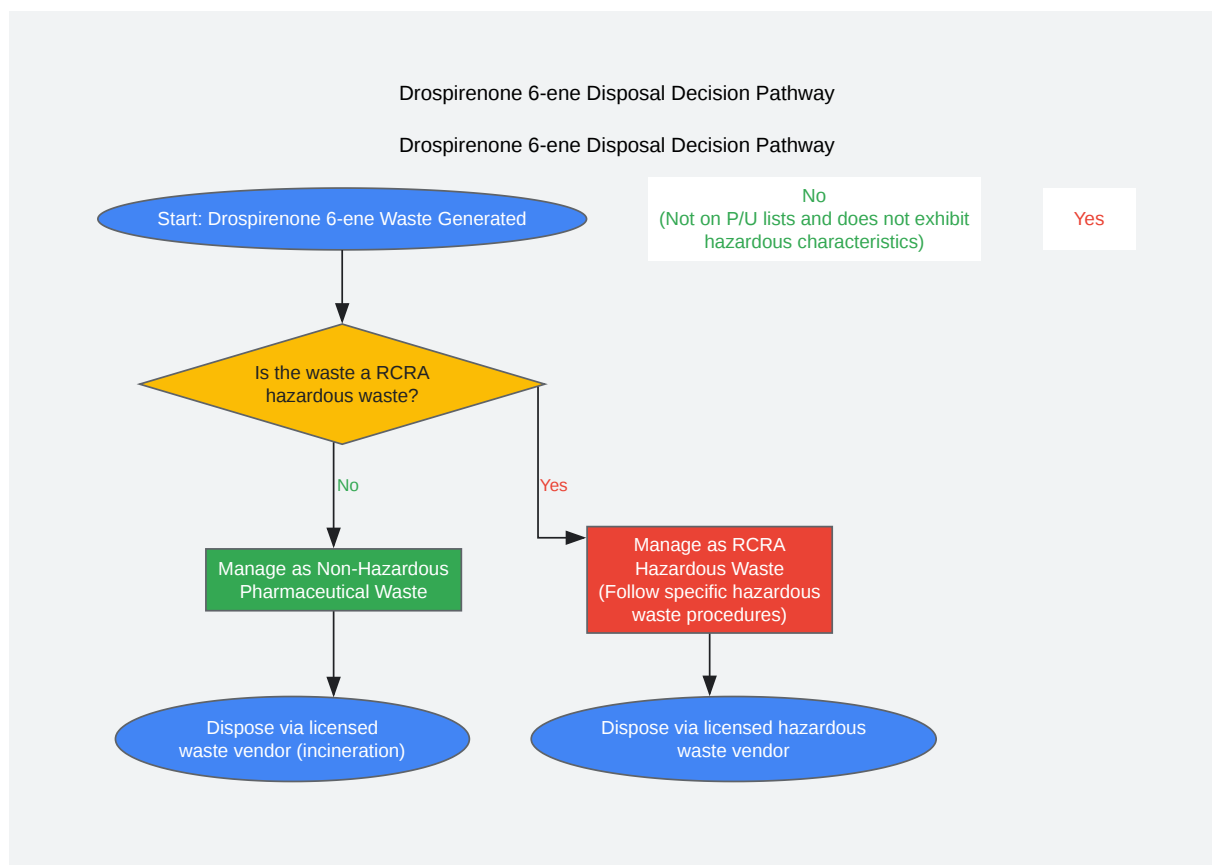 Drospirenone 6-ene Disposal Decision Pathway
Drospirenone 6-ene Disposal Decision Pathway
Start: Drospirenone 6-ene Waste Generated
No
(Not on P/U lists and does not exhibit
hazardous characteristics)
Yes
Is the waste a RCRA
hazardous waste?
No
Yes
Manage as Non-Hazardous
Pharmaceutical Waste
Manage as RCRA
Hazardous Waste
(Follow specific hazardous
waste procedures)
Dispose via licensed
waste vendor (incineration)
Dispose via licensed hazardous
waste vendor